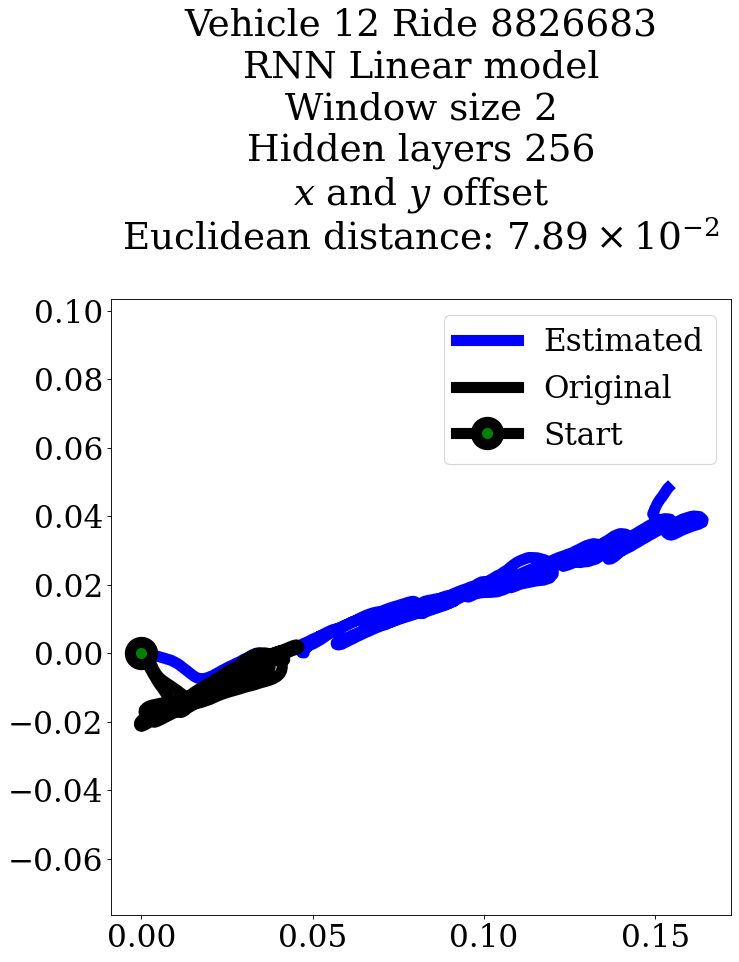 Vehicle 12 Ride 8826683
RNN Linear model
Window size 2
Hidden layers 256
x and y offset
Euclidean distance: 7.89 × 10⁻²
0.10
0.08
0.06
0.04
0.02
0.00
−0.02
−0.04
−0.06
Estimated
Original
Start
0.00 0.05 0.10 0.15